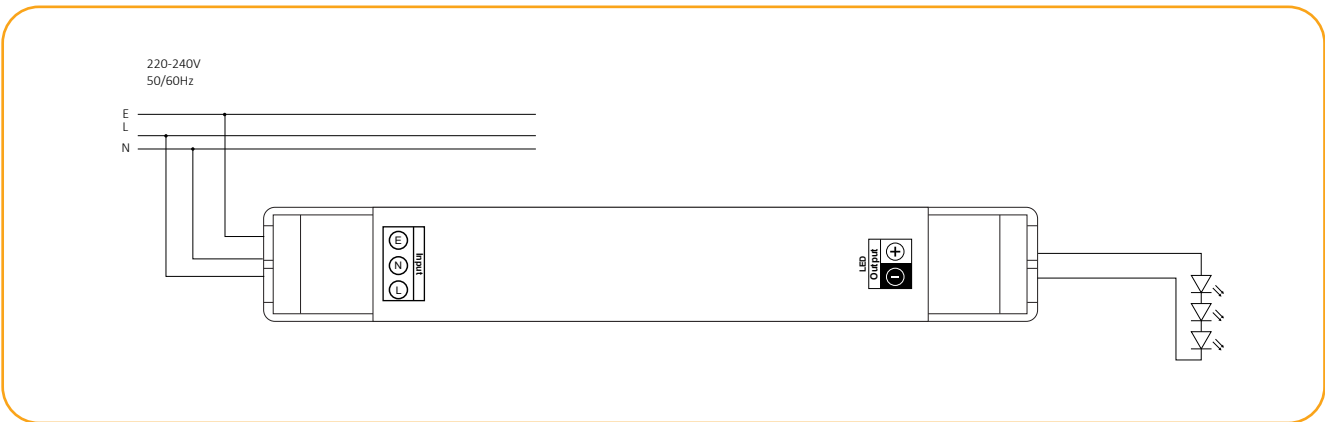 220-240V
50/60Hz
E
L
N
E
N
L
Input
LED
Output
+
−